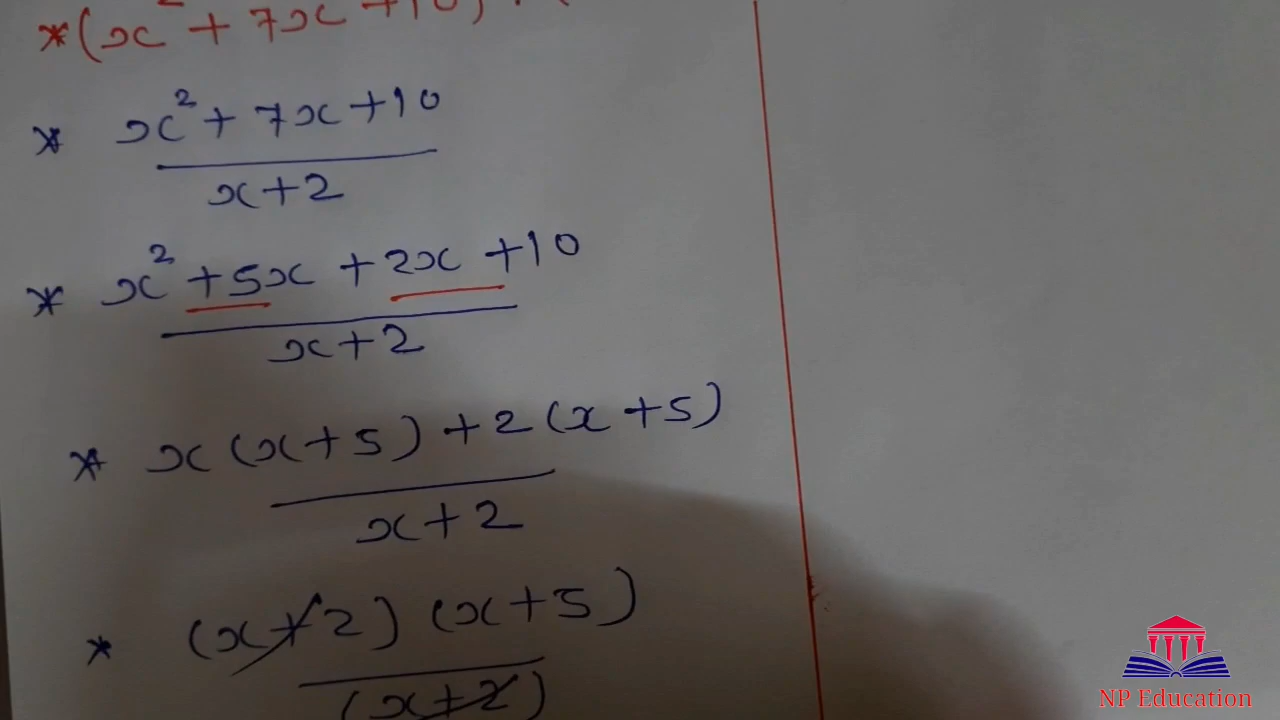 *(x² + 7x + 10)
* x² + 7x + 10
x + 2
* x² + 5x + 2x + 10
x + 2
* x (x + 5) + 2 (x + 5)
x + 2
* (x + 2) (x + 5)
(x + 2)
NP Education